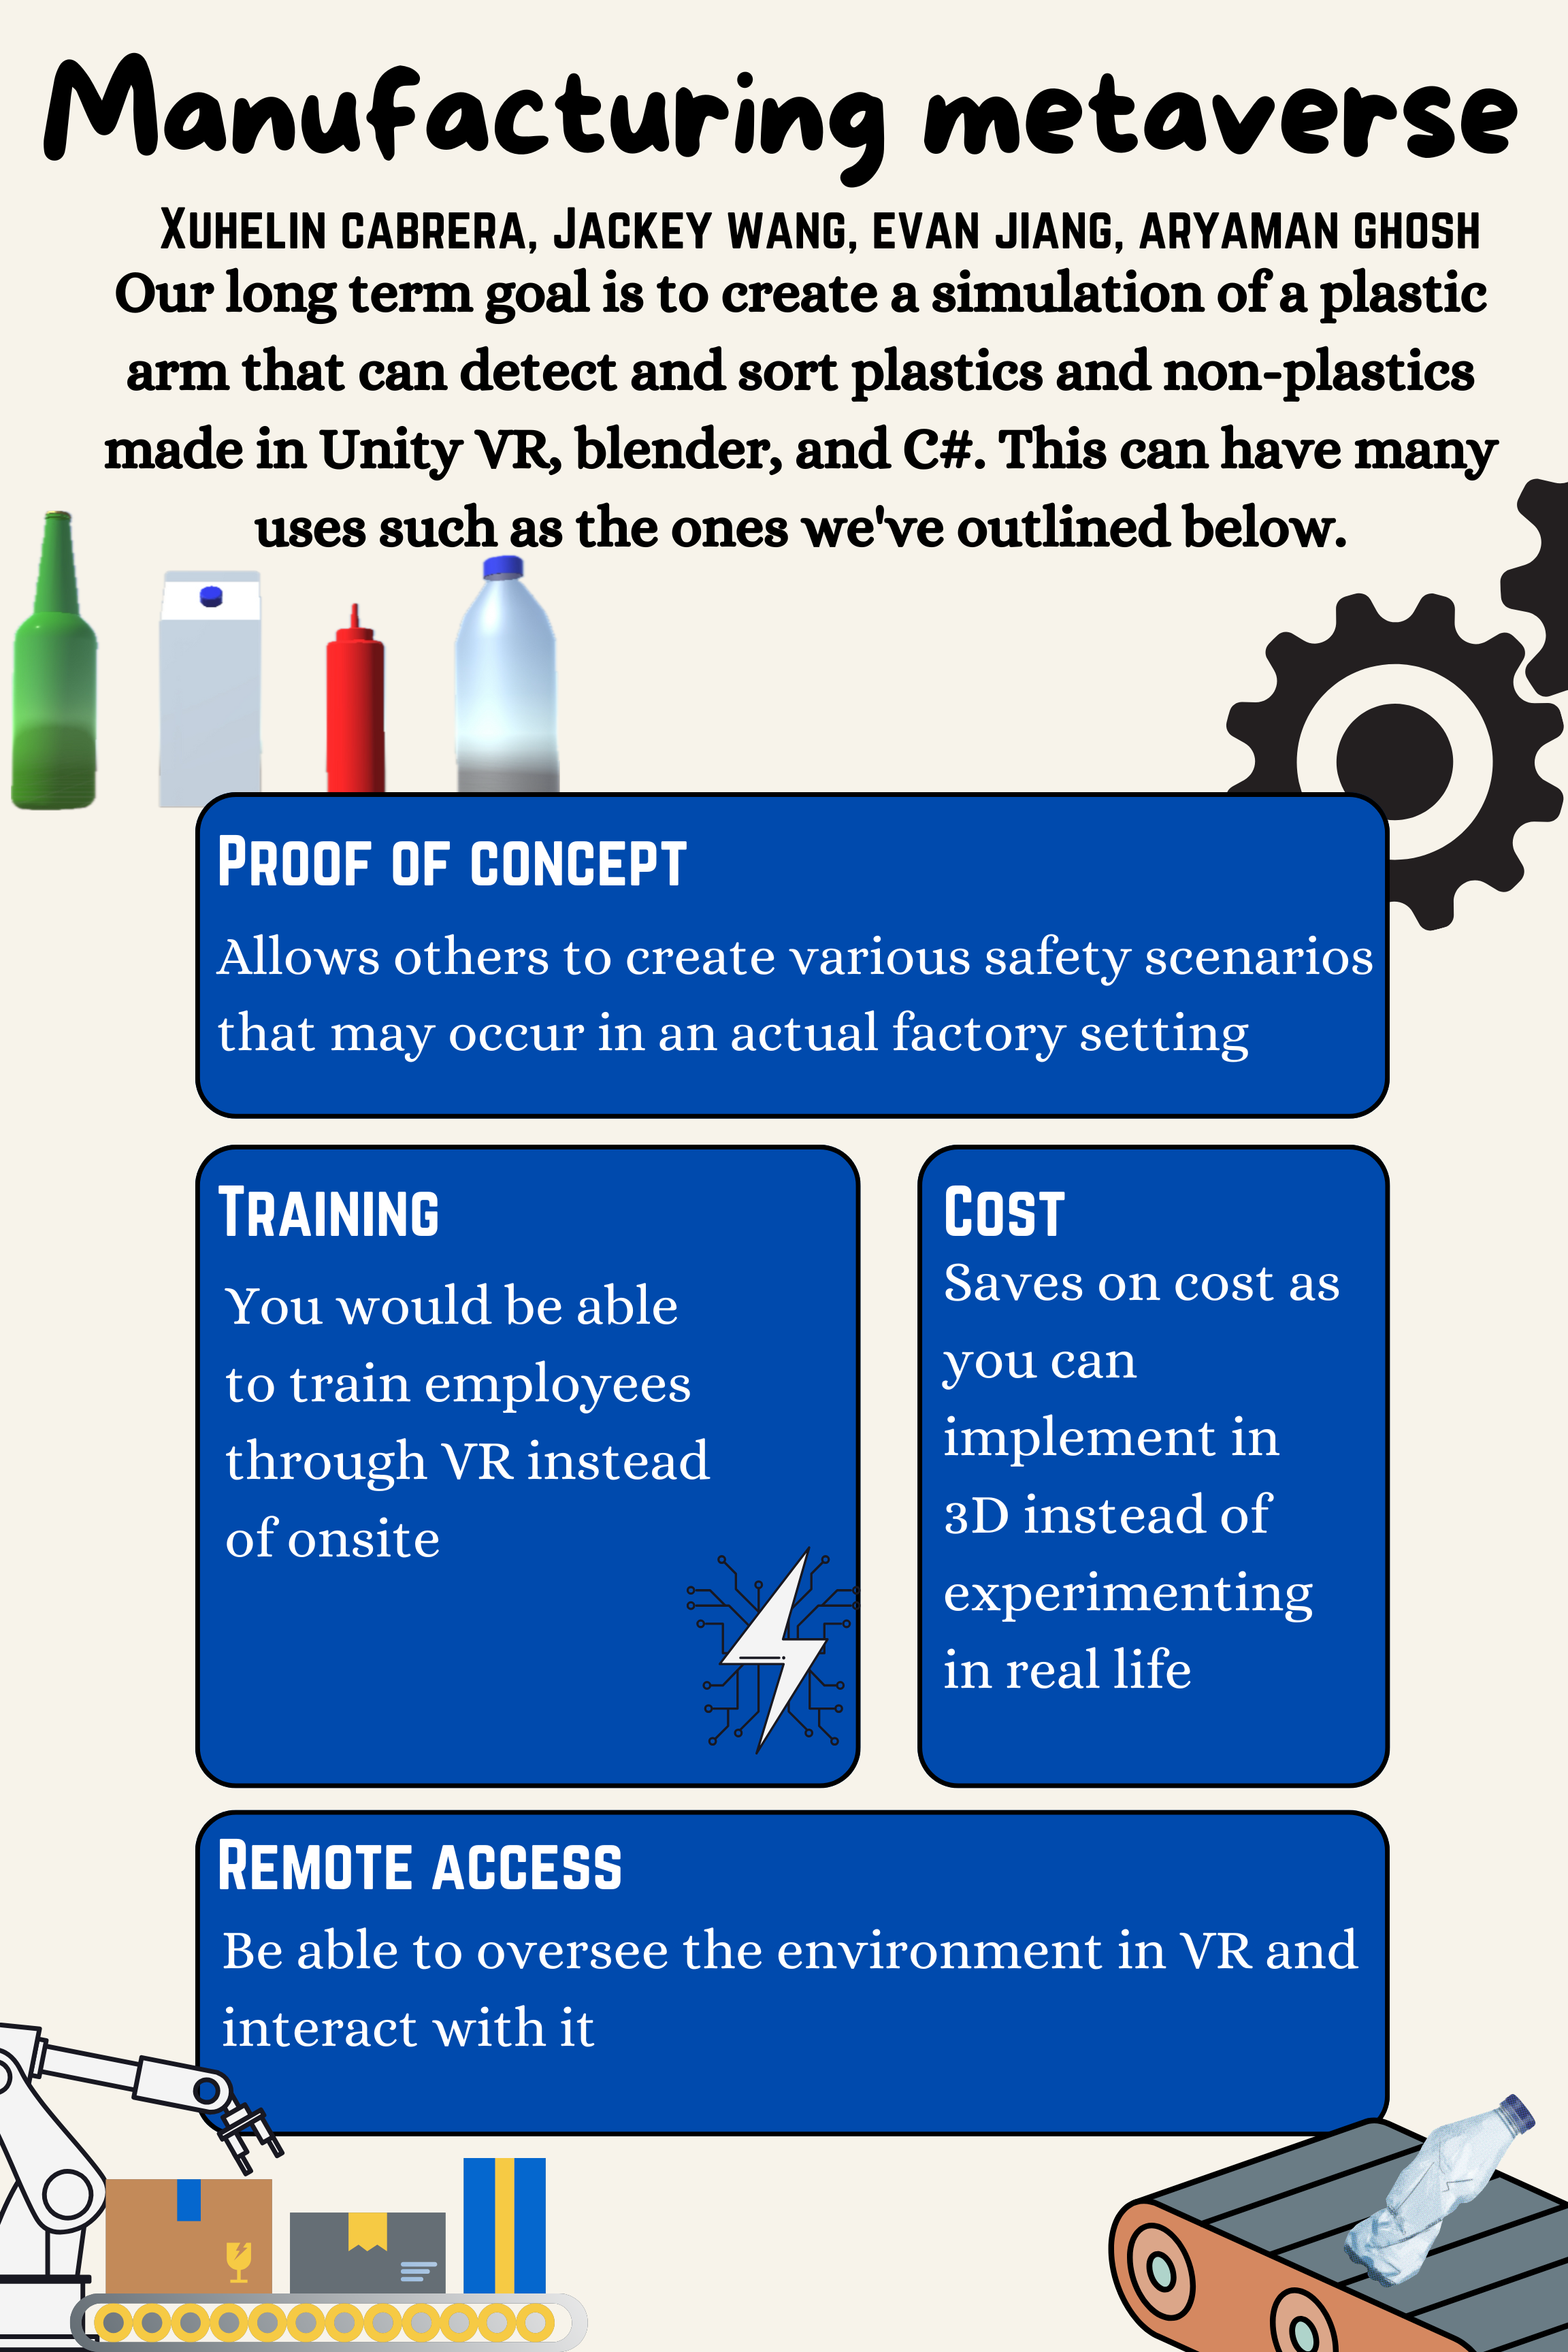 Manufacturing metaverse
Xuhelin cabrera, Jackey wang, evan jiang, aryaman ghosh
Our long term goal is to create a simulation of a plastic
arm that can detect and sort plastics and non-plastics
made in Unity VR, blender, and C#. This can have many
uses such as the ones we've outlined below.
Proof of concept
Allows others to create various safety scenarios
that may occur in an actual factory setting
Training
You would be able
to train employees
through VR instead
of onsite
Cost
Saves on cost as
you can
implement in
3D instead of
experimenting
in real life
Remote access
Be able to oversee the environment in VR and
interact with it